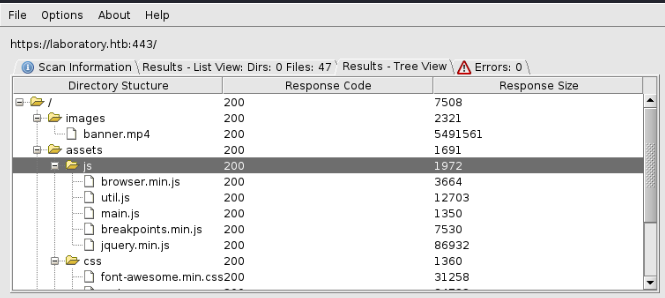 File Options About Help
https://laboratory.htb:443/
Scan Information Results - List View: Dirs: 0 Files: 47 Results - Tree View Errors: 0
Directory Stucture Response Code Response Size
/ 200 7508
images 200 2321
banner.mp4 200 5491561
assets 200 1691
js 200 1972
browser.min.js 200 3664
util.js 200 12703
main.js 200 1350
breakpoints.min.js 200 7530
jquery.min.js 200 86932
css 200 1360
font-awesome.min.css 200 31258